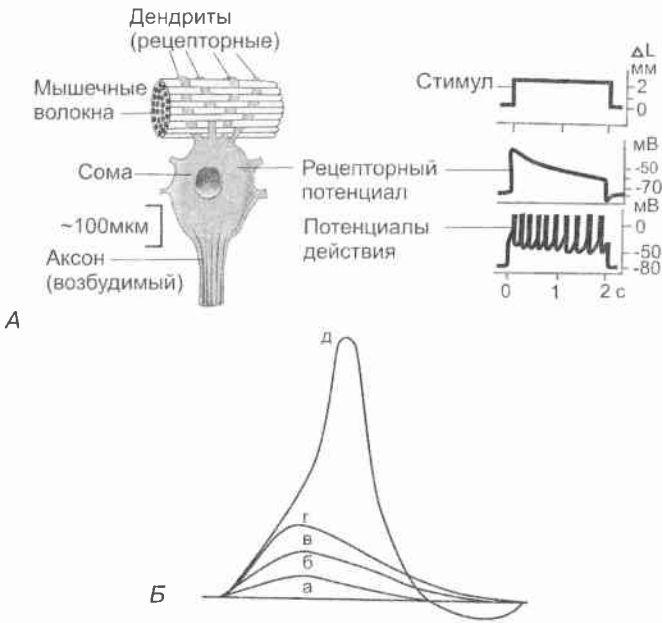 Дендриты
(рецепторные)
Мышечные
волокна
Сома
~100мкм
Аксон
(возбудимый)
А
ΔL
мм
Стимул
2
0
мВ
Рецепторный
потенциал
-50
-70
мВ
Потенциалы
действия
0
-50
-80
0 1 2 с
д
г
в
б
а
Б